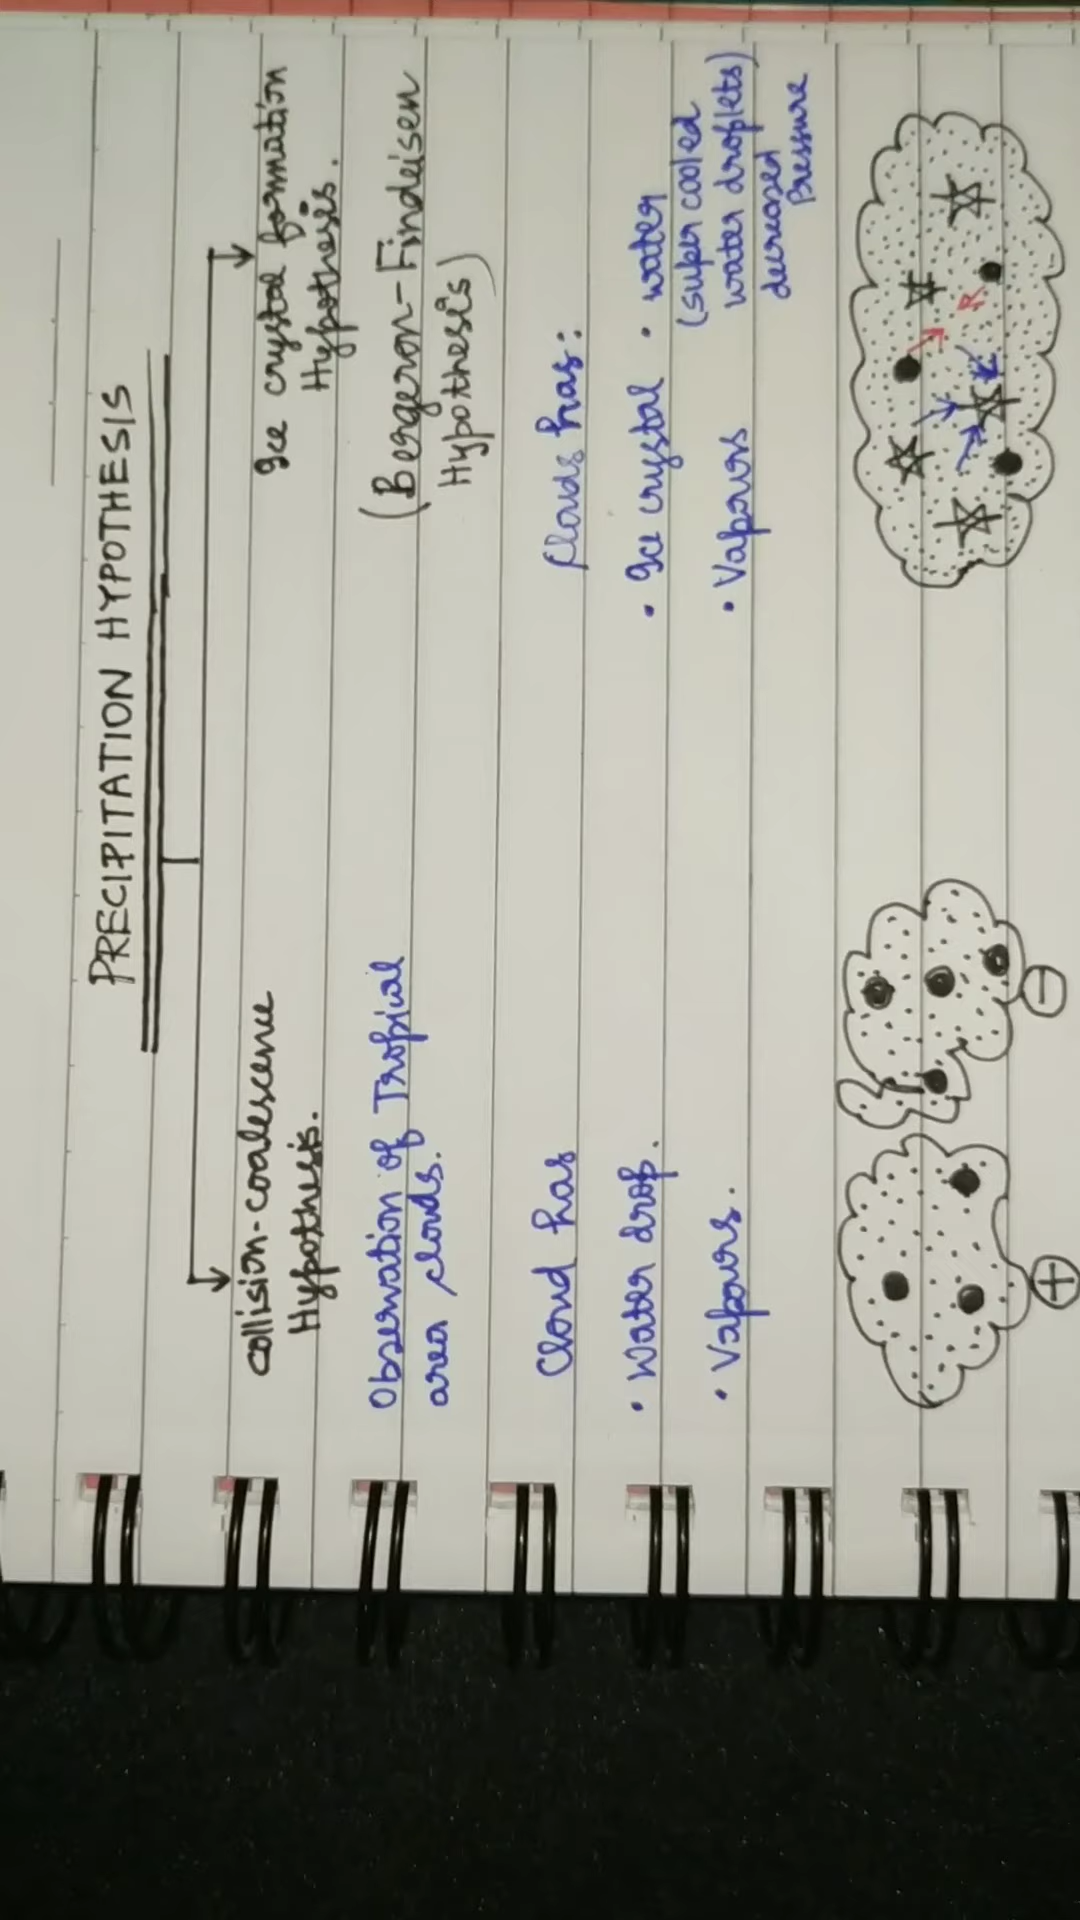 PRECIPITATION HYPOTHESIS
Collision-coalescence
Hypothesis.
Observation of Tropical
area clouds.
Cloud has
• Water drop.
• Vapours.
+
−
Ice crystal formation
Hypothesis.
(Bergeron-Findeisen
Hypothesis)
Clouds has:
• Ice crystal • water
(super cooled
water droplets)
decreased
Pressure
• Vapours